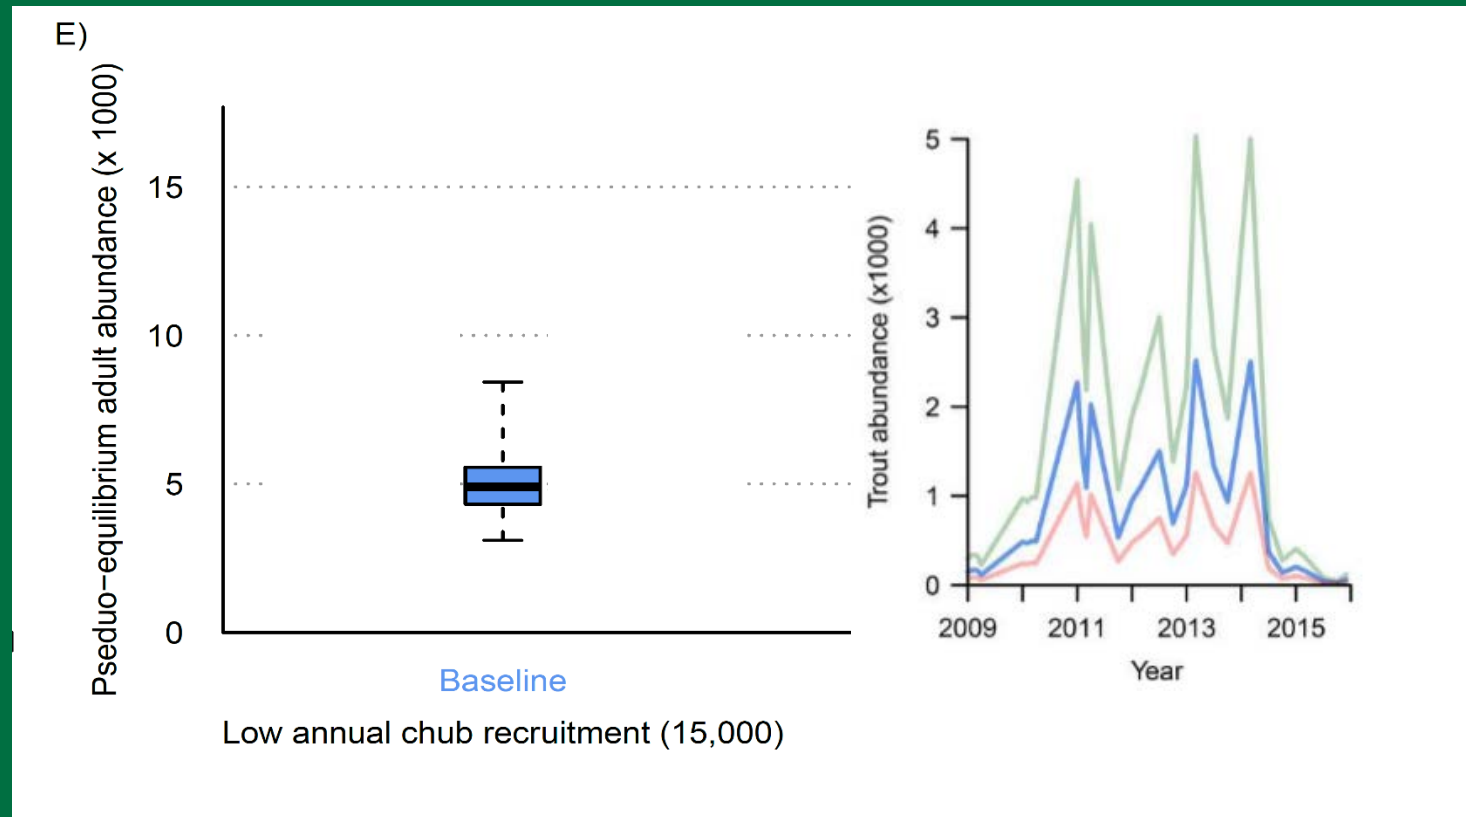 E)
Pseduo−equilibrium adult abundance (x 1000)
15
10
5
0
Baseline
Low annual chub recruitment (15,000)
Trout abundance (x1000)
5
4
3
2
1
0
2009 2011 2013 2015
Year